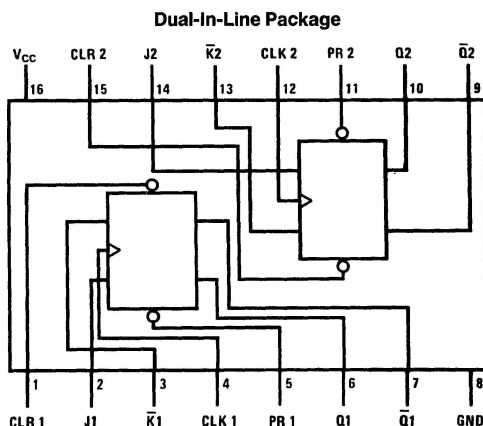 Dual-In-Line Package
V_CC CLR 2 J2 K̅2 CLK 2 PR 2 Q2 Q̅2
16 15 14 13 12 11 10 9
1 2 3 4 5 6 7 8
CLR 1 J1 K̅1 CLK 1 PR 1 Q1 Q̅1 GND